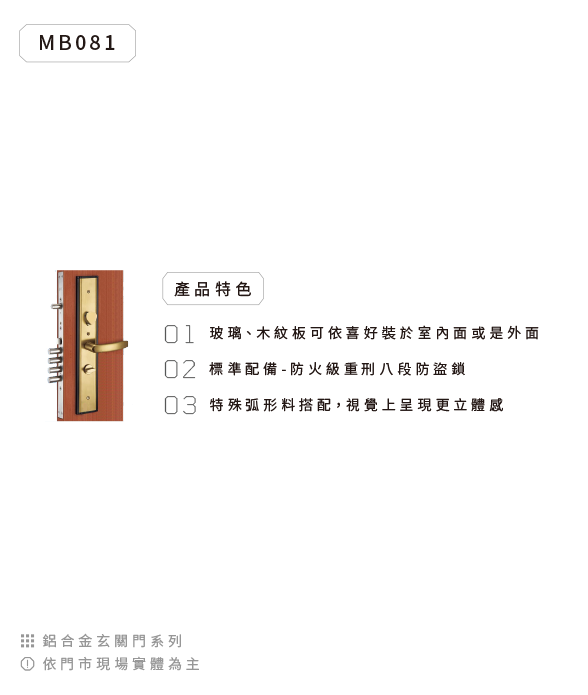 MB081
產品特色
01 玻璃、木紋板可依喜好裝於室內面或是外面
02 標準配備-防火級重刑八段防盜鎖
03 特殊弧形料搭配，視覺上呈現更立體感
鋁合金玄關門系列
依門市現場實體為主